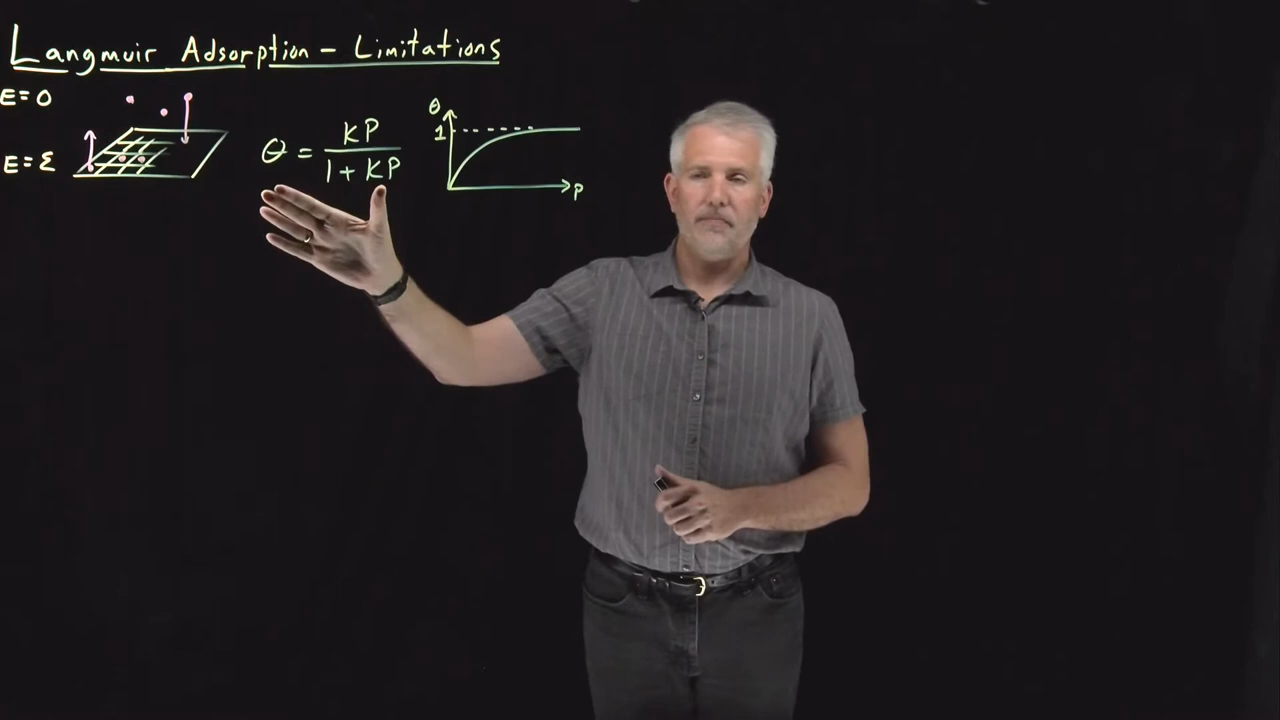 Langmuir Adsorption - Limitations
E=0
E=ε
θ = KP / 1 + KP
θ
1
P